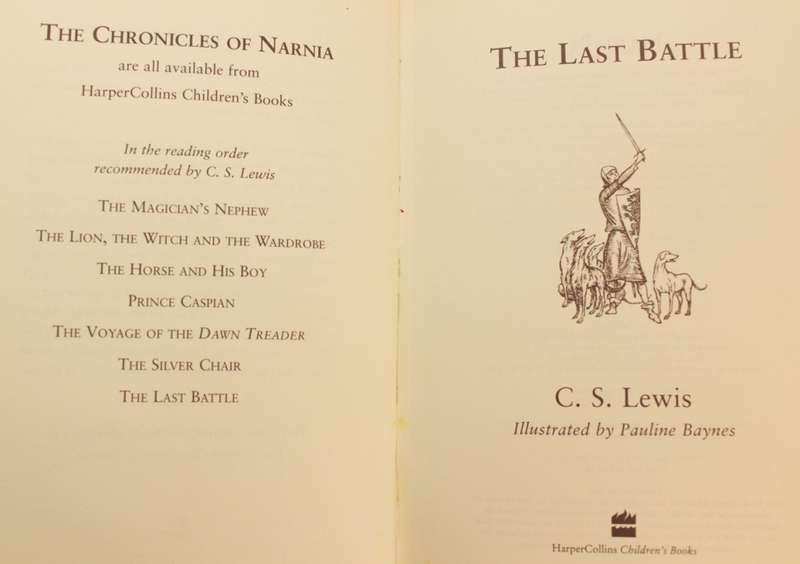 THE CHRONICLES OF NARNIA
are all available from
HarperCollins Children's Books
In the reading order
recommended by C. S. Lewis
THE MAGICIAN'S NEPHEW
THE LION, THE WITCH AND THE WARDROBE
THE HORSE AND HIS BOY
PRINCE CASPIAN
THE VOYAGE OF THE DAWN TREADER
THE SILVER CHAIR
THE LAST BATTLE
THE LAST BATTLE
C. S. Lewis
Illustrated by Pauline Baynes
HarperCollins Children's Books